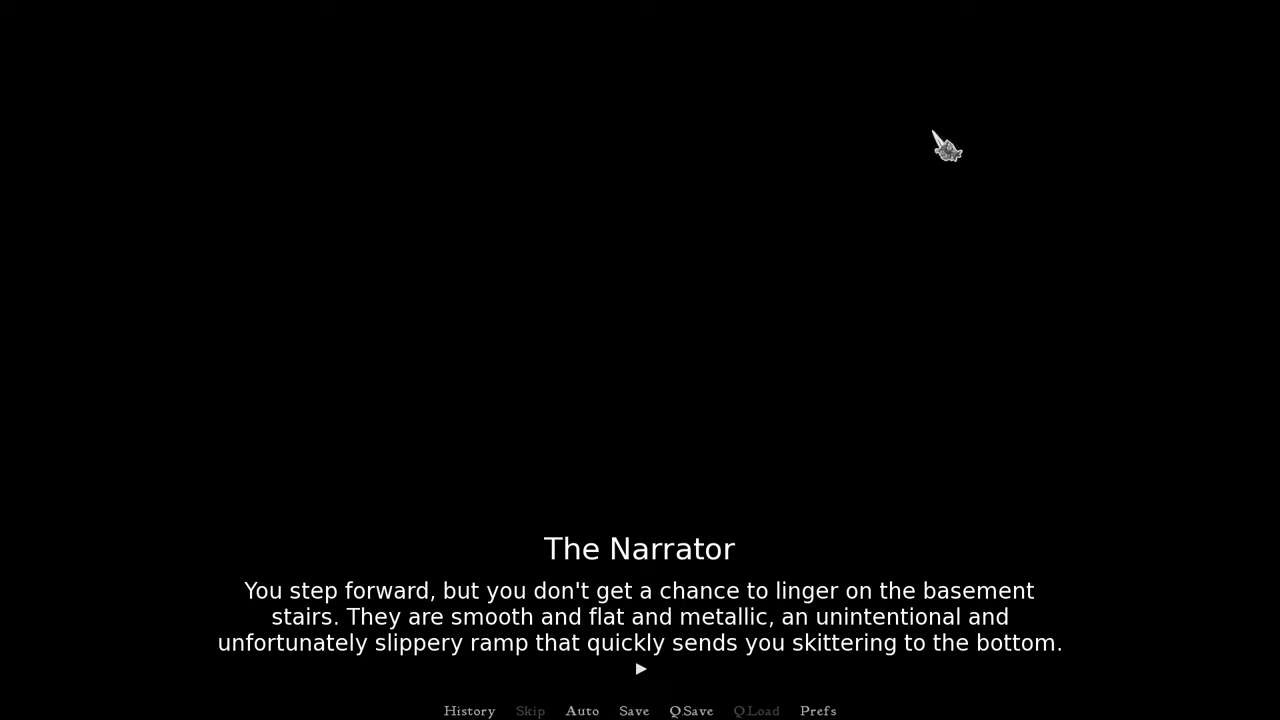 The Narrator
You step forward, but you don't get a chance to linger on the basement
stairs. They are smooth and flat and metallic, an unintentional and
unfortunately slippery ramp that quickly sends you skittering to the bottom.
History Skip Auto Save Q.Save Q.Load Prefs